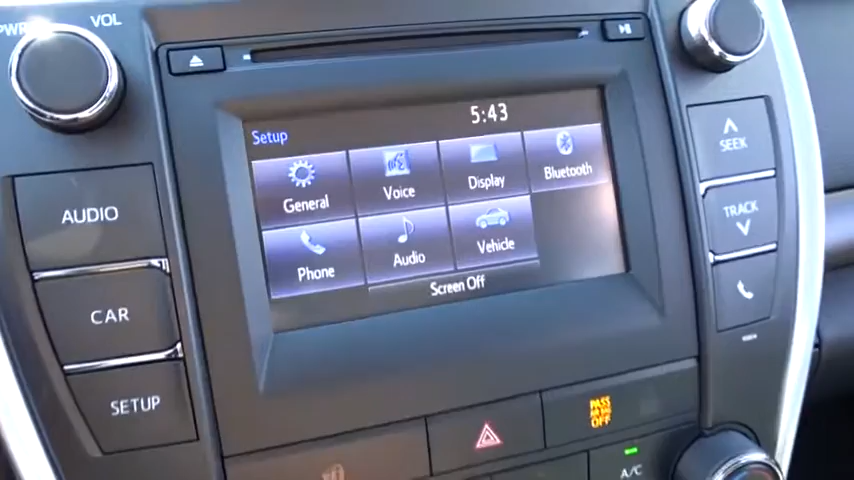 PWR
VOL
5:43
Setup
General
Voice
Display
Bluetooth
Phone
Audio
Vehicle
Screen Off
AUDIO
CAR
SETUP
SEEK
TRACK
PASS
OFF
A/C